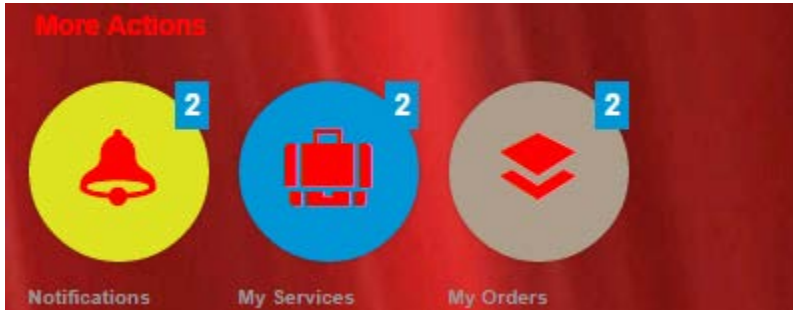 More Actions
2
2
2
Notifications
My Services
My Orders